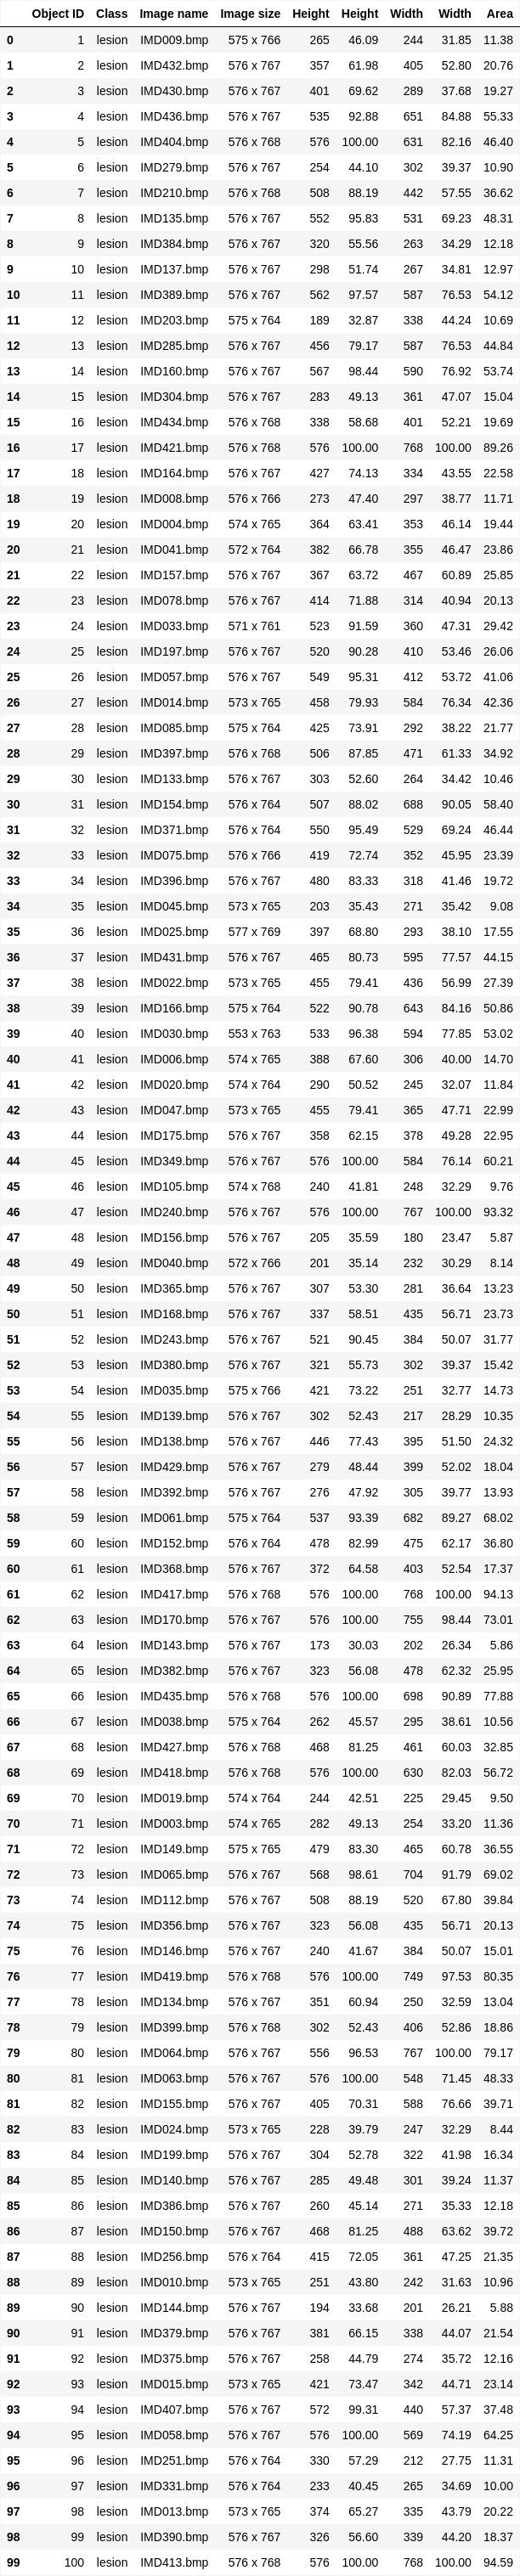 Object ID Class Image name Image size Height Height Width Width Area
0 1 lesion IMD009.bmp 575 x 766 265 46.09 244 31.85 11.38
1 2 lesion IMD432.bmp 576 x 767 357 61.98 405 52.80 20.76
2 3 lesion IMD430.bmp 576 x 767 401 69.62 289 37.68 19.27
3 4 lesion IMD436.bmp 576 x 767 535 92.88 651 84.88 55.33
4 5 lesion IMD404.bmp 576 x 768 576 100.00 631 82.16 46.40
5 6 lesion IMD279.bmp 576 x 767 254 44.10 302 39.37 10.90
6 7 lesion IMD210.bmp 576 x 768 508 88.19 442 57.55 36.62
7 8 lesion IMD135.bmp 576 x 767 552 95.83 531 69.23 48.31
8 9 lesion IMD384.bmp 576 x 767 320 55.56 263 34.29 12.18
9 10 lesion IMD137.bmp 576 x 767 298 51.74 267 34.81 12.97
10 11 lesion IMD389.bmp 576 x 767 562 97.57 587 76.53 54.12
11 12 lesion IMD203.bmp 575 x 764 189 32.87 338 44.24 10.69
12 13 lesion IMD285.bmp 576 x 767 456 79.17 587 76.53 44.84
13 14 lesion IMD160.bmp 576 x 767 567 98.44 590 76.92 53.74
14 15 lesion IMD304.bmp 576 x 767 283 49.13 361 47.07 15.04
15 16 lesion IMD434.bmp 576 x 768 338 58.68 401 52.21 19.69
16 17 lesion IMD421.bmp 576 x 768 576 100.00 768 100.00 89.26
17 18 lesion IMD164.bmp 576 x 767 427 74.13 334 43.55 22.58
18 19 lesion IMD008.bmp 576 x 766 273 47.40 297 38.77 11.71
19 20 lesion IMD004.bmp 574 x 765 364 63.41 353 46.14 19.44
20 21 lesion IMD041.bmp 572 x 764 382 66.78 355 46.47 23.86
21 22 lesion IMD157.bmp 576 x 767 367 63.72 467 60.89 25.85
22 23 lesion IMD078.bmp 576 x 767 414 71.88 314 40.94 20.13
23 24 lesion IMD033.bmp 571 x 761 523 91.59 360 47.31 29.42
24 25 lesion IMD197.bmp 576 x 767 520 90.28 410 53.46 26.06
25 26 lesion IMD057.bmp 576 x 767 549 95.31 412 53.72 41.06
26 27 lesion IMD014.bmp 573 x 765 458 79.93 584 76.34 42.36
27 28 lesion IMD085.bmp 575 x 764 425 73.91 292 38.22 21.77
28 29 lesion IMD397.bmp 576 x 768 506 87.85 471 61.33 34.92
29 30 lesion IMD133.bmp 576 x 767 303 52.60 264 34.42 10.46
30 31 lesion IMD154.bmp 576 x 764 507 88.02 688 90.05 58.40
31 32 lesion IMD371.bmp 576 x 764 550 95.49 529 69.24 46.44
32 33 lesion IMD075.bmp 576 x 766 419 72.74 352 45.95 23.39
33 34 lesion IMD396.bmp 576 x 767 480 83.33 318 41.46 19.72
34 35 lesion IMD045.bmp 573 x 765 203 35.43 271 35.42 9.08
35 36 lesion IMD025.bmp 577 x 769 397 68.80 293 38.10 17.55
36 37 lesion IMD431.bmp 576 x 767 465 80.73 595 77.57 44.15
37 38 lesion IMD022.bmp 573 x 765 455 79.41 436 56.99 27.39
38 39 lesion IMD166.bmp 575 x 764 522 90.78 643 84.16 50.86
39 40 lesion IMD030.bmp 553 x 763 533 96.38 594 77.85 53.02
40 41 lesion IMD006.bmp 574 x 765 388 67.60 306 40.00 14.70
41 42 lesion IMD020.bmp 574 x 764 290 50.52 245 32.07 11.84
42 43 lesion IMD047.bmp 573 x 765 455 79.41 365 47.71 22.99
43 44 lesion IMD175.bmp 576 x 767 358 62.15 378 49.28 22.95
44 45 lesion IMD349.bmp 576 x 767 576 100.00 584 76.14 60.21
45 46 lesion IMD105.bmp 574 x 768 240 41.81 248 32.29 9.76
46 47 lesion IMD240.bmp 576 x 767 576 100.00 767 100.00 93.32
47 48 lesion IMD156.bmp 576 x 767 205 35.59 180 23.47 5.87
48 49 lesion IMD040.bmp 572 x 766 201 35.14 232 30.29 8.14
49 50 lesion IMD365.bmp 576 x 767 307 53.30 281 36.64 13.23
50 51 lesion IMD168.bmp 576 x 767 337 58.51 435 56.71 23.73
51 52 lesion IMD243.bmp 576 x 767 521 90.45 384 50.07 31.77
52 53 lesion IMD380.bmp 576 x 767 321 55.73 302 39.37 15.42
53 54 lesion IMD035.bmp 575 x 766 421 73.22 251 32.77 14.73
54 55 lesion IMD139.bmp 576 x 767 302 52.43 217 28.29 10.35
55 56 lesion IMD138.bmp 576 x 767 446 77.43 395 51.50 24.32
56 57 lesion IMD429.bmp 576 x 767 279 48.44 399 52.02 18.04
57 58 lesion IMD392.bmp 576 x 767 276 47.92 305 39.77 13.93
58 59 lesion IMD061.bmp 575 x 764 537 93.39 682 89.27 68.02
59 60 lesion IMD152.bmp 576 x 764 478 82.99 475 62.17 36.80
60 61 lesion IMD368.bmp 576 x 767 372 64.58 403 52.54 17.37
61 62 lesion IMD417.bmp 576 x 768 576 100.00 768 100.00 94.13
62 63 lesion IMD170.bmp 576 x 767 576 100.00 755 98.44 73.01
63 64 lesion IMD143.bmp 576 x 767 173 30.03 202 26.34 5.86
64 65 lesion IMD382.bmp 576 x 767 323 56.08 478 62.32 25.95
65 66 lesion IMD435.bmp 576 x 768 576 100.00 698 90.89 77.88
66 67 lesion IMD038.bmp 575 x 764 262 45.57 295 38.61 10.56
67 68 lesion IMD427.bmp 576 x 768 468 81.25 461 60.03 32.85
68 69 lesion IMD418.bmp 576 x 768 576 100.00 630 82.03 56.72
69 70 lesion IMD019.bmp 574 x 764 244 42.51 225 29.45 9.50
70 71 lesion IMD003.bmp 574 x 765 282 49.13 254 33.20 11.36
71 72 lesion IMD149.bmp 575 x 765 479 83.30 465 60.78 36.55
72 73 lesion IMD065.bmp 576 x 767 568 98.61 704 91.79 69.02
73 74 lesion IMD112.bmp 576 x 767 508 88.19 520 67.80 39.84
74 75 lesion IMD356.bmp 576 x 767 323 56.08 435 56.71 20.13
75 76 lesion IMD146.bmp 576 x 767 240 41.67 384 50.07 15.01
76 77 lesion IMD419.bmp 576 x 768 576 100.00 749 97.53 80.35
77 78 lesion IMD134.bmp 576 x 767 351 60.94 250 32.59 13.04
78 79 lesion IMD399.bmp 576 x 768 302 52.43 406 52.86 18.86
79 80 lesion IMD064.bmp 576 x 767 556 96.53 767 100.00 79.17
80 81 lesion IMD063.bmp 576 x 767 576 100.00 548 71.45 48.33
81 82 lesion IMD155.bmp 576 x 767 405 70.31 588 76.66 39.71
82 83 lesion IMD024.bmp 573 x 765 228 39.79 247 32.29 8.44
83 84 lesion IMD199.bmp 576 x 767 304 52.78 322 41.98 16.34
84 85 lesion IMD140.bmp 576 x 767 285 49.48 301 39.24 11.37
85 86 lesion IMD386.bmp 576 x 767 260 45.14 271 35.33 12.18
86 87 lesion IMD150.bmp 576 x 767 468 81.25 488 63.62 39.72
87 88 lesion IMD256.bmp 576 x 764 415 72.05 361 47.25 21.35
88 89 lesion IMD010.bmp 573 x 765 251 43.80 242 31.63 10.96
89 90 lesion IMD144.bmp 576 x 767 194 33.68 201 26.21 5.88
90 91 lesion IMD379.bmp 576 x 767 381 66.15 338 44.07 21.54
91 92 lesion IMD375.bmp 576 x 767 258 44.79 274 35.72 12.16
92 93 lesion IMD015.bmp 573 x 765 421 73.47 342 44.71 23.14
93 94 lesion IMD407.bmp 576 x 767 572 99.31 440 57.37 37.48
94 95 lesion IMD058.bmp 576 x 767 576 100.00 569 74.19 64.25
95 96 lesion IMD251.bmp 576 x 764 330 57.29 212 27.75 11.31
96 97 lesion IMD331.bmp 576 x 764 233 40.45 265 34.69 10.00
97 98 lesion IMD013.bmp 573 x 765 374 65.27 335 43.79 20.22
98 99 lesion IMD390.bmp 576 x 767 326 56.60 339 44.20 18.37
99 100 lesion IMD413.bmp 576 x 768 576 100.00 768 100.00 94.59